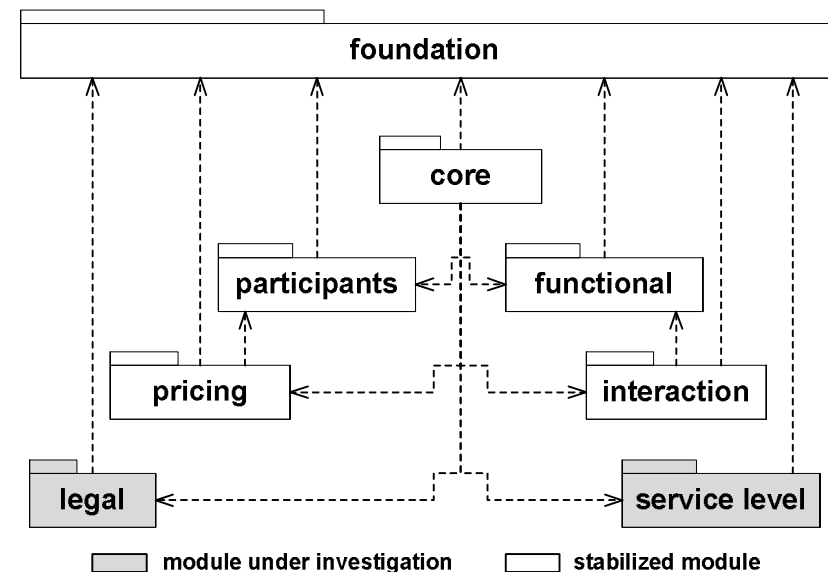 foundation
core
participants
functional
pricing
interaction
legal
service level
module under investigation
stabilized module